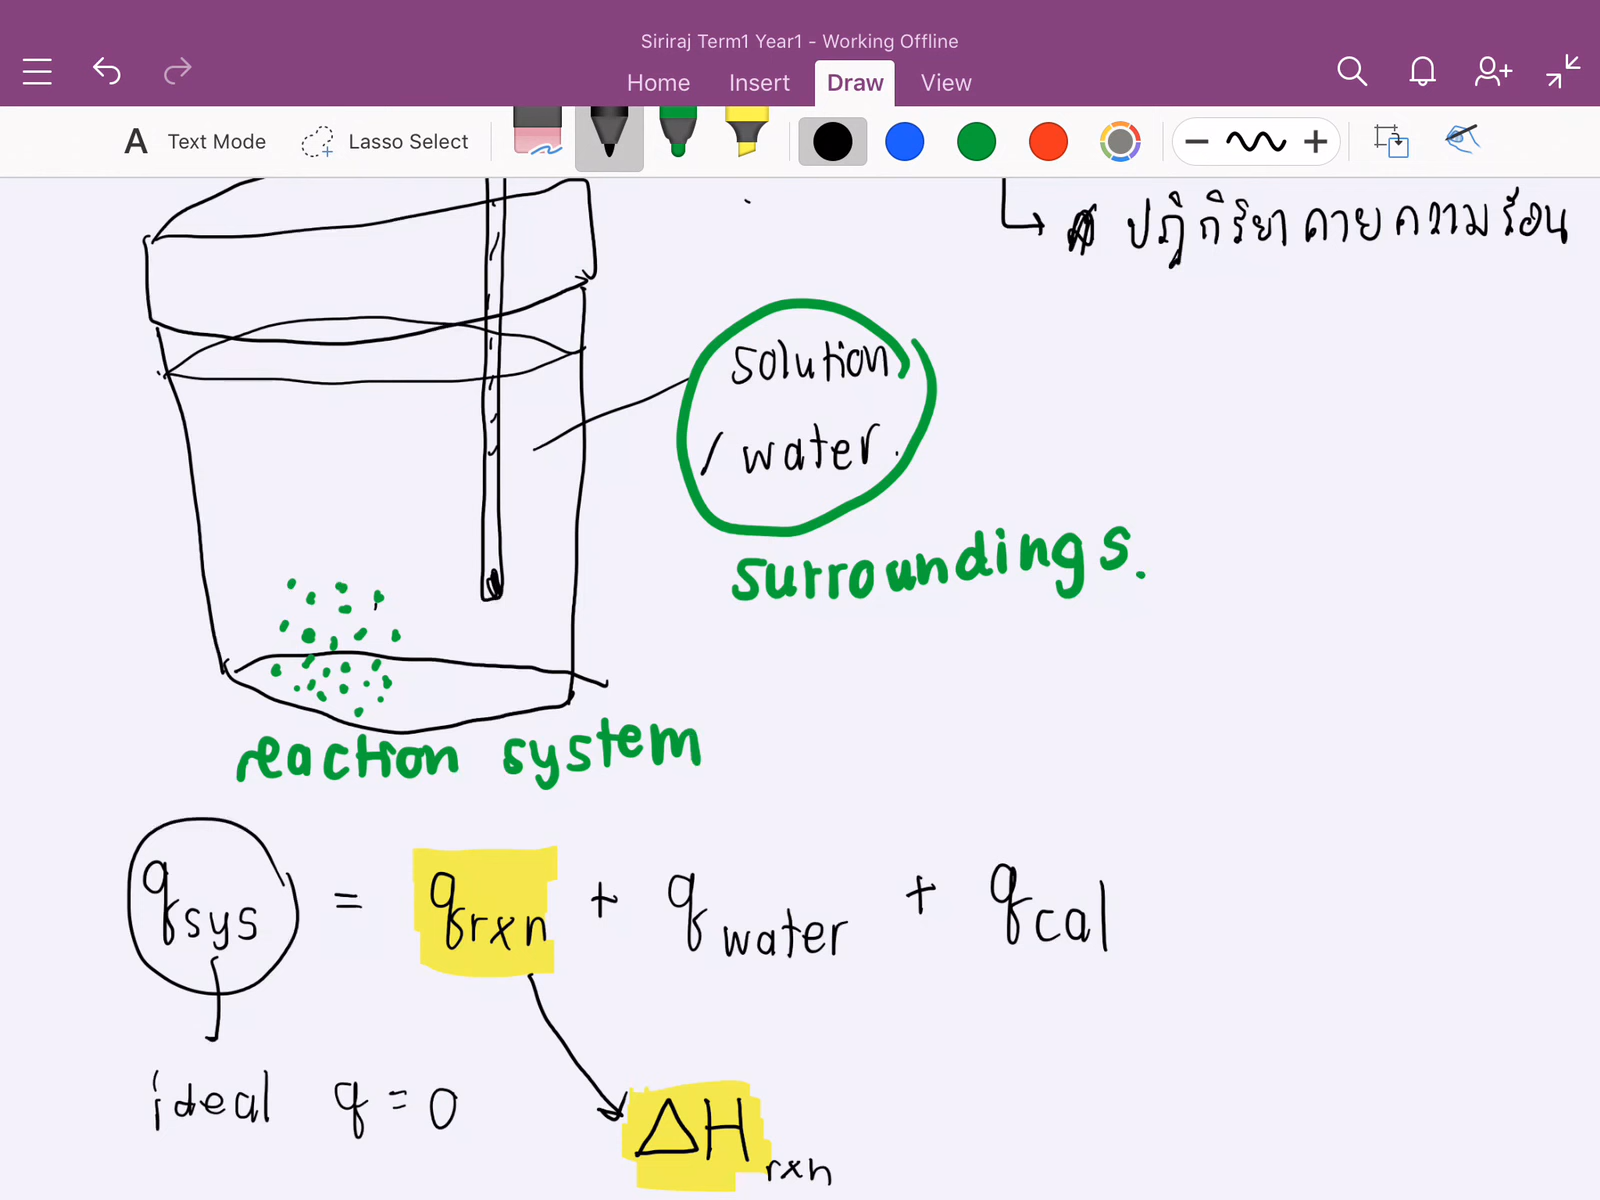 Siriraj Term1 Year1 - Working Offline
Home Insert Draw View
A Text Mode Lasso Select
ปฏิกิริยาคายความร้อน
solution
/ water.
surroundings.
reaction system
qsys = qrxn + qwater + qcal
ideal q = 0
ΔHrxn